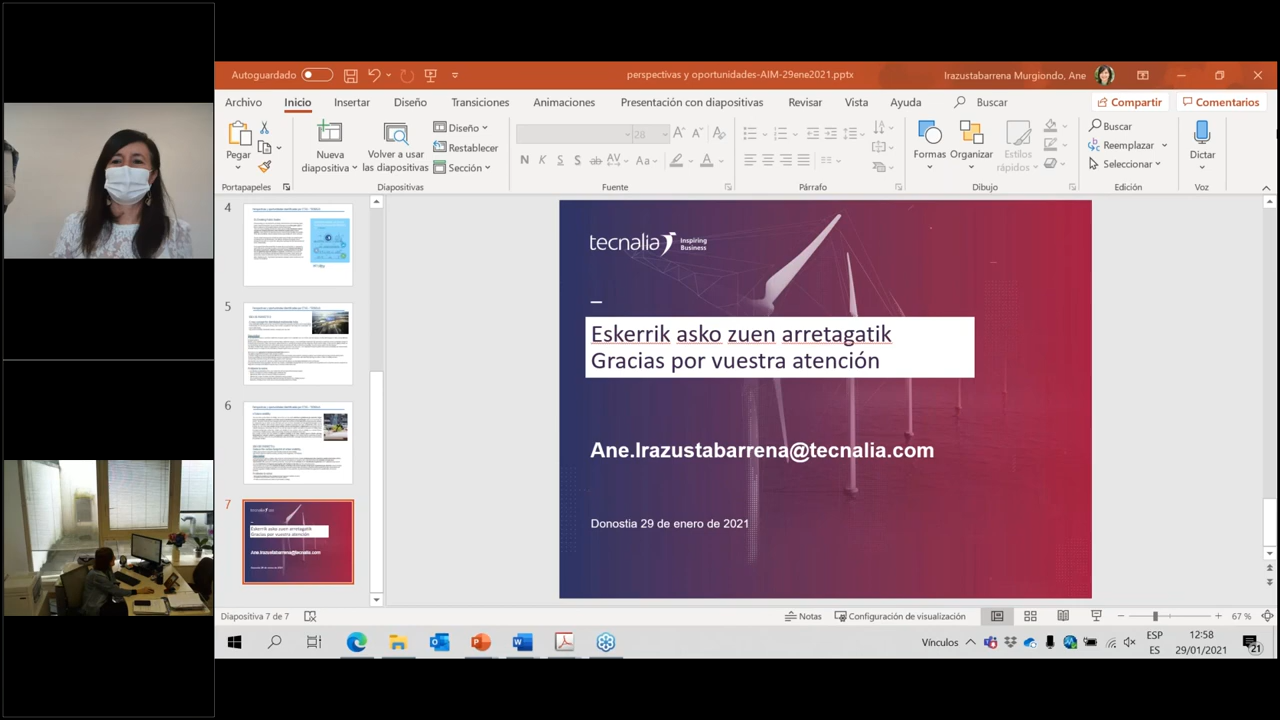 Autoguardado
perspectivas y oportunidades-AIM-29ene2021.pptx
Irazustabarrena Murgiondo, Ane
Archivo Inicio Insertar Diseño Transiciones Animaciones Presentación con diapositivas Revisar Vista Ayuda Buscar Compartir Comentarios
Pegar
Nueva diapositiva
Volver a usar las diapositivas
Diseño
Restablecer
Sección
28
N K S S ab AV Aa A
Formas Organizar Estilos rápidos
Buscar
Reemplazar
Seleccionar
Dictar
Portapapeles Diapositivas Fuente Párrafo Dibujo Edición Voz
4
5
6
7
tecnalia Inspiring Business
Eskerrik asko zuen arretagatik
Gracias por vuestra atención
Ane.Irazustabarrena@tecnalia.com
Donostia 29 de enero de 2021
Diapositiva 7 de 7
Notas Configuración de visualización 67 %
Vínculos
ESP
ES
12:58
29/01/2021
21